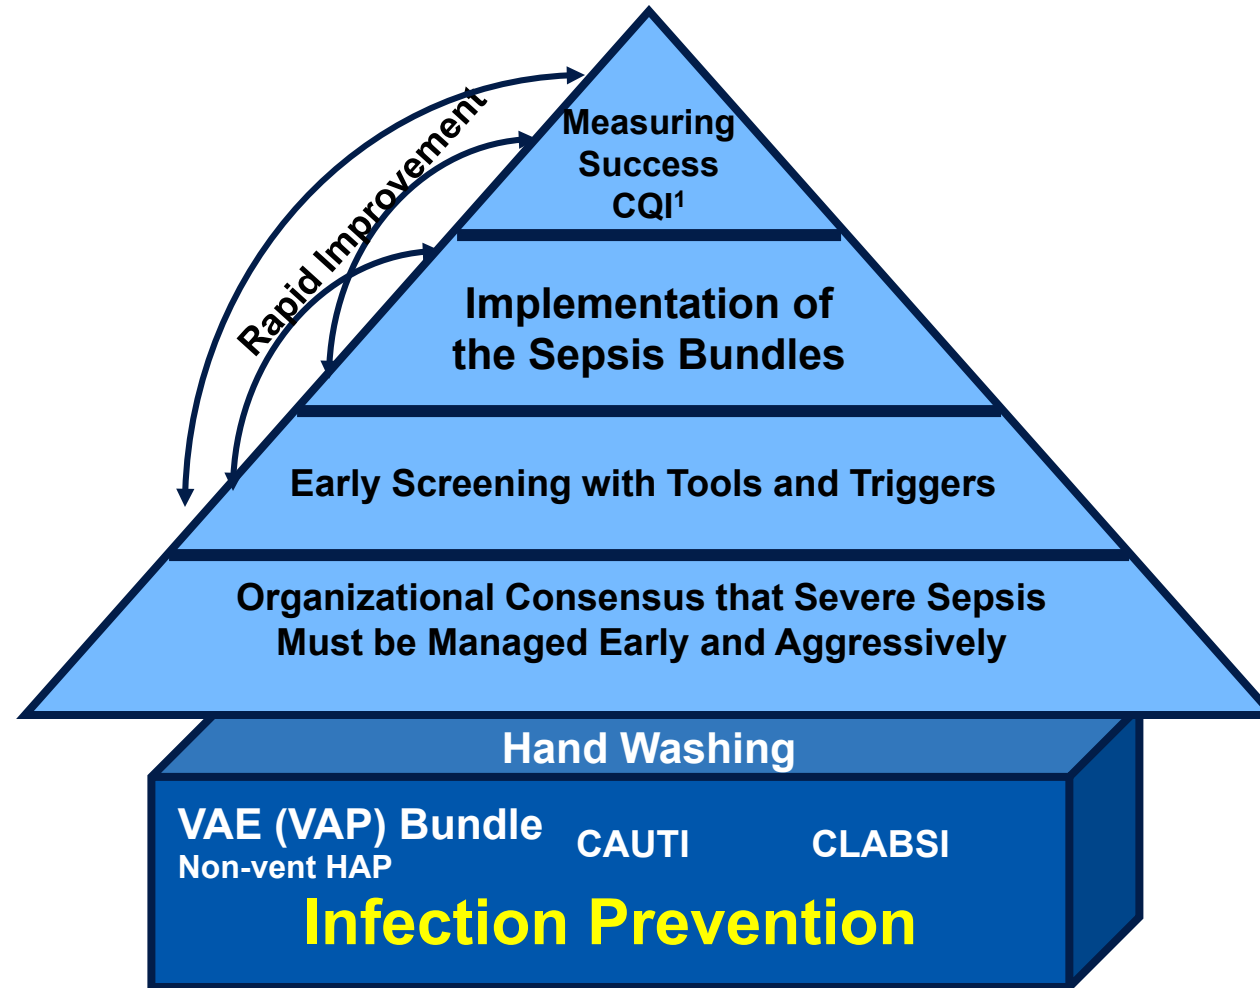 Rapid Improvement
Measuring
Success
CQI¹
Implementation of
the Sepsis Bundles
Early Screening with Tools and Triggers
Organizational Consensus that Severe Sepsis
Must be Managed Early and Aggressively
Hand Washing
VAE (VAP) Bundle
Non-vent HAP
CAUTI
CLABSI
Infection Prevention